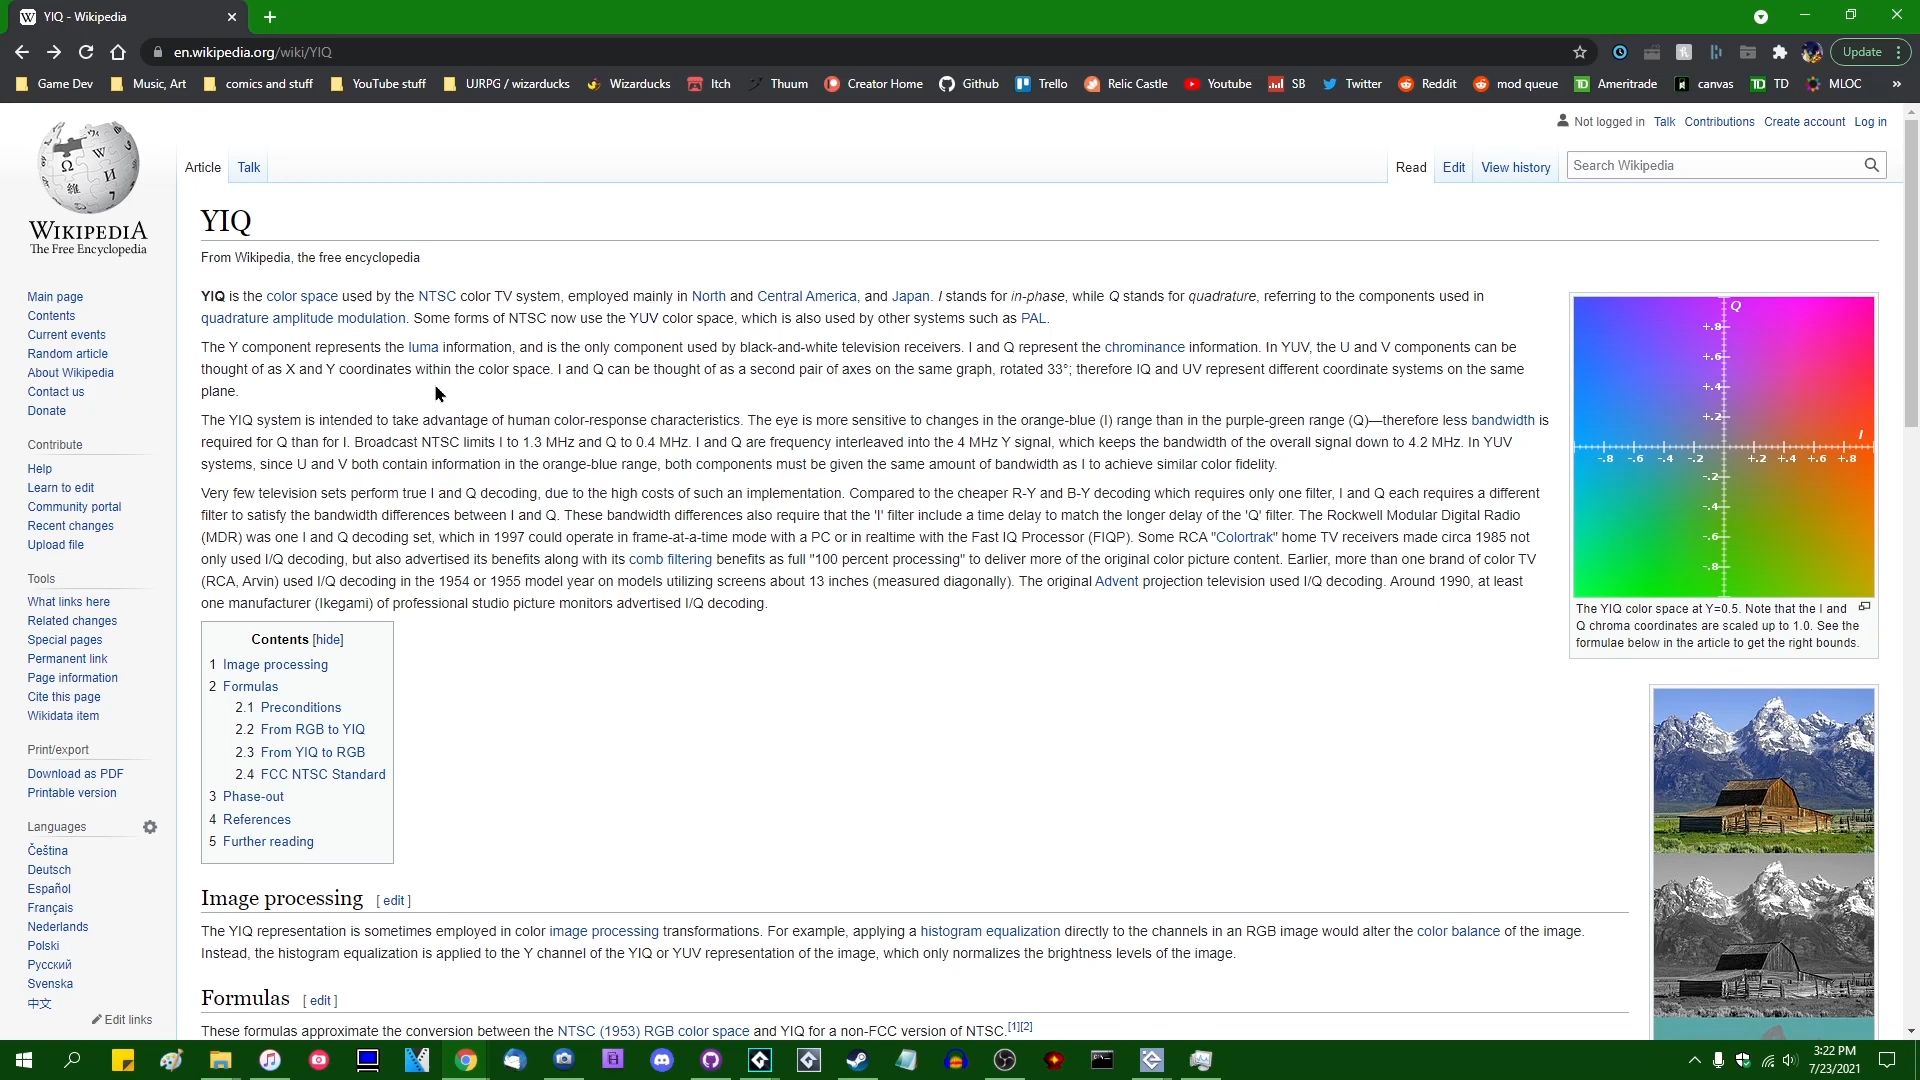 YIQ - Wikipedia
en.wikipedia.org/wiki/YIQ
Update
Game Dev Music, Art comics and stuff YouTube stuff UJRPG / wizarducks Wizarducks Itch Thuum Creator Home Github Trello Relic Castle Youtube SB Twitter Reddit mod queue Ameritrade canvas TD MLOC »
Not logged in Talk Contributions Create account Log in
Article Talk Read Edit View history Search Wikipedia
WIKIPEDIA
The Free Encyclopedia
Main page
Contents
Current events
Random article
About Wikipedia
Contact us
Donate
Contribute
Help
Learn to edit
Community portal
Recent changes
Upload file
Tools
What links here
Related changes
Special pages
Permanent link
Page information
Cite this page
Wikidata item
Print/export
Download as PDF
Printable version
Languages
Čeština
Deutsch
Español
Français
Nederlands
Polski
Русский
Svenska
中文
Edit links
YIQ
From Wikipedia, the free encyclopedia
YIQ is the color space used by the NTSC color TV system, employed mainly in North and Central America, and Japan. I stands for in-phase, while Q stands for quadrature, referring to the components used in
quadrature amplitude modulation. Some forms of NTSC now use the YUV color space, which is also used by other systems such as PAL.
The Y component represents the luma information, and is the only component used by black-and-white television receivers. I and Q represent the chrominance information. In YUV, the U and V components can be
thought of as X and Y coordinates within the color space. I and Q can be thought of as a second pair of axes on the same graph, rotated 33°; therefore IQ and UV represent different coordinate systems on the same
plane.
The YIQ system is intended to take advantage of human color-response characteristics. The eye is more sensitive to changes in the orange-blue (I) range than in the purple-green range (Q)—therefore less bandwidth is
required for Q than for I. Broadcast NTSC limits I to 1.3 MHz and Q to 0.4 MHz. I and Q are frequency interleaved into the 4 MHz Y signal, which keeps the bandwidth of the overall signal down to 4.2 MHz. In YUV
systems, since U and V both contain information in the orange-blue range, both components must be given the same amount of bandwidth as I to achieve similar color fidelity.
Very few television sets perform true I and Q decoding, due to the high costs of such an implementation. Compared to the cheaper R-Y and B-Y decoding which requires only one filter, I and Q each requires a different
filter to satisfy the bandwidth differences between I and Q. These bandwidth differences also require that the 'I' filter include a time delay to match the longer delay of the 'Q' filter. The Rockwell Modular Digital Radio
(MDR) was one I and Q decoding set, which in 1997 could operate in frame-at-a-time mode with a PC or in realtime with the Fast IQ Processor (FIQP). Some RCA "Colortrak" home TV receivers made circa 1985 not
only used I/Q decoding, but also advertised its benefits along with its comb filtering benefits as full "100 percent processing" to deliver more of the original color picture content. Earlier, more than one brand of color TV
(RCA, Arvin) used I/Q decoding in the 1954 or 1955 model year on models utilizing screens about 13 inches (measured diagonally). The original Advent projection television used I/Q decoding. Around 1990, at least
one manufacturer (Ikegami) of professional studio picture monitors advertised I/Q decoding.
Contents [hide]
1 Image processing
2 Formulas
2.1 Preconditions
2.2 From RGB to YIQ
2.3 From YIQ to RGB
2.4 FCC NTSC Standard
3 Phase-out
4 References
5 Further reading
Image processing [ edit ]
The YIQ representation is sometimes employed in color image processing transformations. For example, applying a histogram equalization directly to the channels in an RGB image would alter the color balance of the image.
Instead, the histogram equalization is applied to the Y channel of the YIQ or YUV representation of the image, which only normalizes the brightness levels of the image.
Formulas [ edit ]
These formulas approximate the conversion between the NTSC (1953) RGB color space and YIQ for a non-FCC version of NTSC.[1][2]
Q
+.8
+.6
+.4
+.2
I
-.8 -.6 -.4 -.2 +.2 +.4 +.6 +.8
-.2
-.4
-.6
-.8
The YIQ color space at Y=0.5. Note that the I and
Q chroma coordinates are scaled up to 1.0. See the
formulae below in the article to get the right bounds.
3:22 PM
7/23/2021